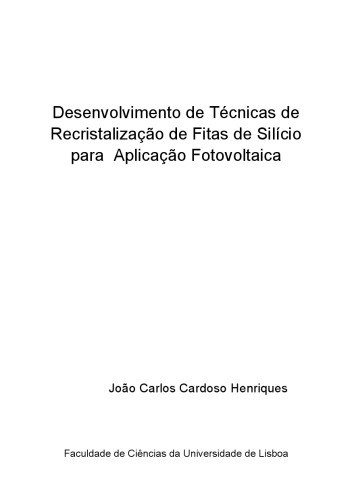 Desenvolvimento de Técnicas de
Recristalização de Fitas de Silício
para Aplicação Fotovoltaica
João Carlos Cardoso Henriques
Faculdade de Ciências da Universidade de Lisboa